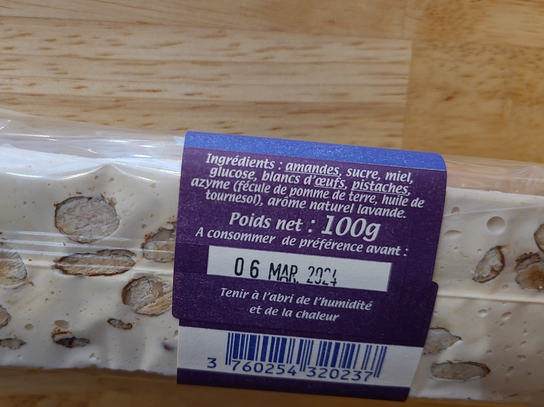 Ingrédients : amandes, sucre, miel,
glucose, blancs d'œufs, pistaches,
azyme (fécule de pomme de terre, huile de
tournesol), arôme naturel lavande.
Poids net : 100g
A consommer de préférence avant :
06 MAR. 2024
Tenir à l'abri de l'humidité
et de la chaleur
3 760254 320237